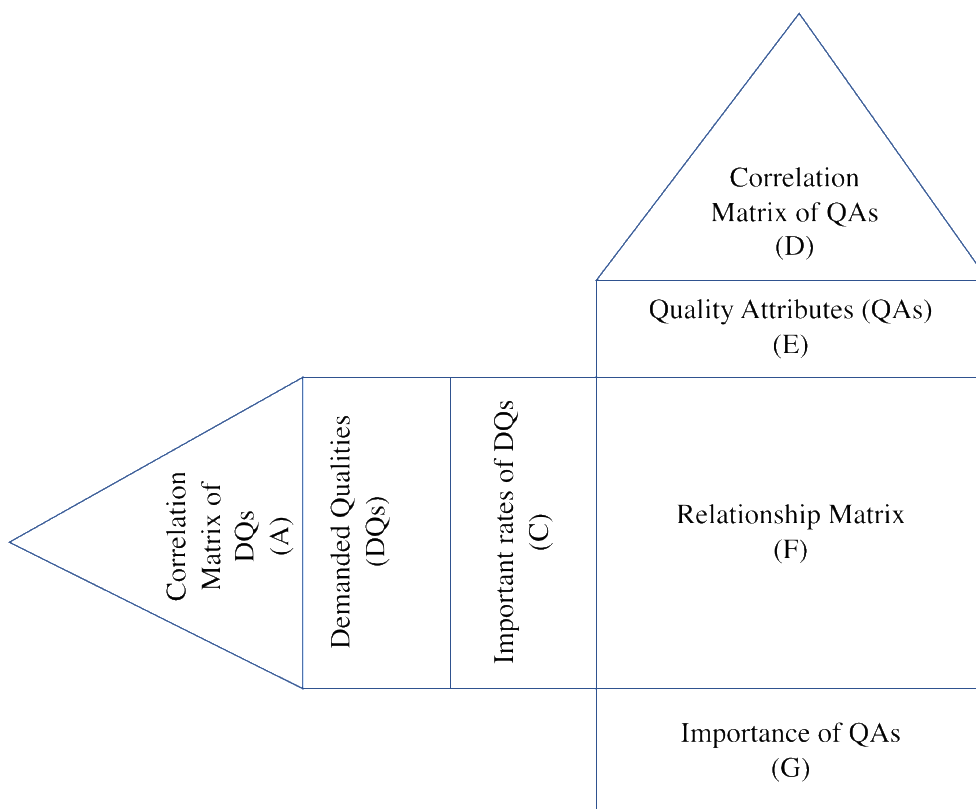 Correlation
Matrix of QAs
(D)
Quality Attributes (QAs)
(E)
Correlation
Matrix of
DQs
(A)
Demanded Qualities
(DQs)
Important rates of DQs
(C)
Relationship Matrix
(F)
Importance of QAs
(G)